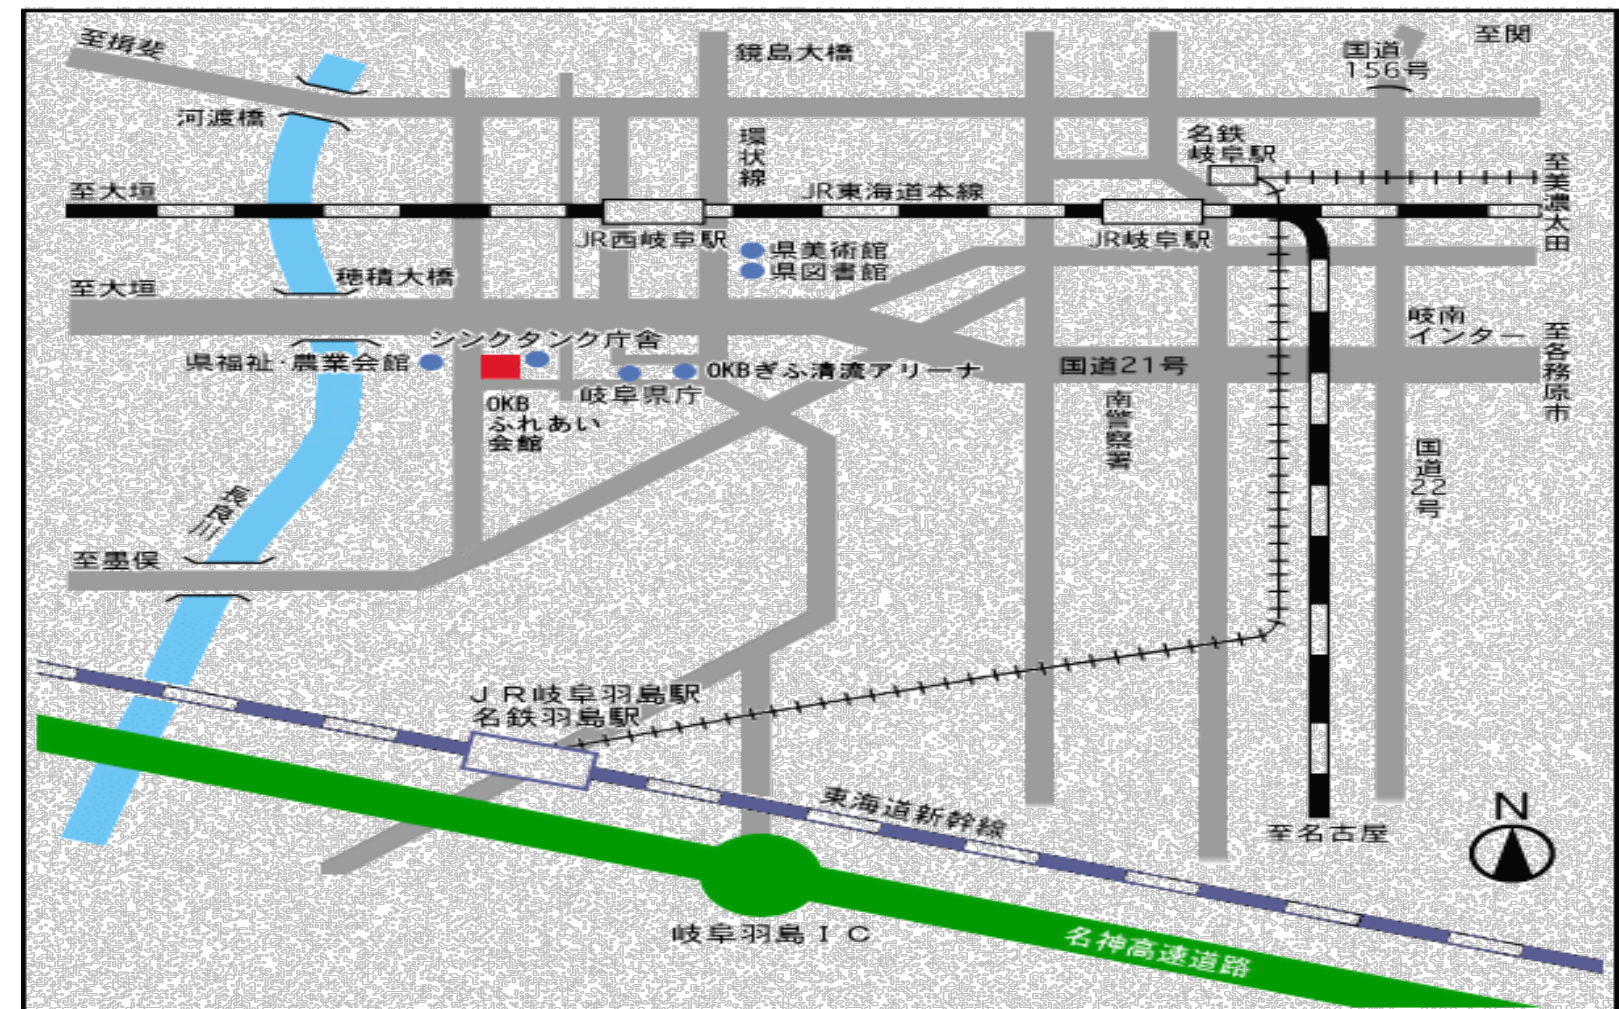 至揖斐
鏡島大橋
国道
156号
至関
河渡橋
環状線
名鉄
岐阜駅
至美濃太田
至大垣
JR東海道本線
JR西岐阜駅
JR岐阜駅
県美術館
県図書館
至大垣
穂積大橋
岐南
インター
至各務原市
シンクタンク庁舎
県福祉・農業会館
OKBぎふ清流アリーナ
国道21号
岐阜県庁
OKB
ふれあい
会館
南警察署
国道22号
長良川
至墨俣
JR岐阜羽島駅
名鉄羽島駅
東海道新幹線
至名古屋
N
岐阜羽島IC
名神高速道路